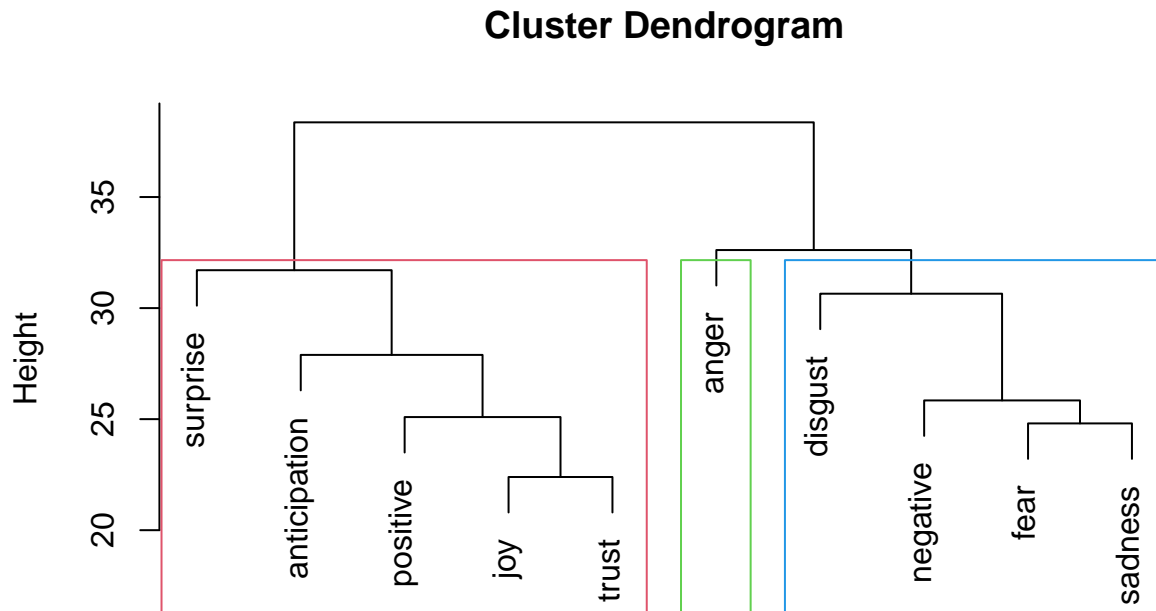 Cluster Dendrogram
Height
35
30
25
20
surprise
anticipation
positive
joy
trust
anger
disgust
negative
fear
sadness